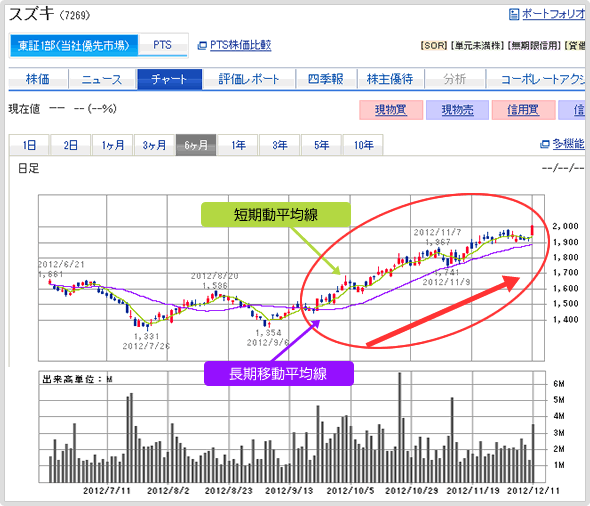 スズキ (7269)
ポートフォリオ
東証1部(当社優先市場)
PTS
PTS株価比較
[SOR] [単元未満株] [無期限信用] [貸借
株価
ニュース
チャート
評価レポート
四季報
株主優待
分析
コーポレートアクシ
現在値 -- -- (--%)
現物買
現物売
信用買
信
1日
2日
1ヶ月
3ヶ月
6ヶ月
1年
3年
5年
10年
多機能
日足
--/--/--
短期動平均線
2012/6/21
1,661
2012/8/20
1,586
2012/11/7
1,967
1,741
2012/11/9
1,331
2012/7/26
1,354
2012/9/6
2,000
1,900
1,800
1,700
1,600
1,500
1,400
長期移動平均線
出来高単位:M
6M
5M
4M
3M
2M
1M
2012/7/11
2012/8/2
2012/8/23
2012/9/13
2012/10/5
2012/10/29
2012/11/19
2012/12/11